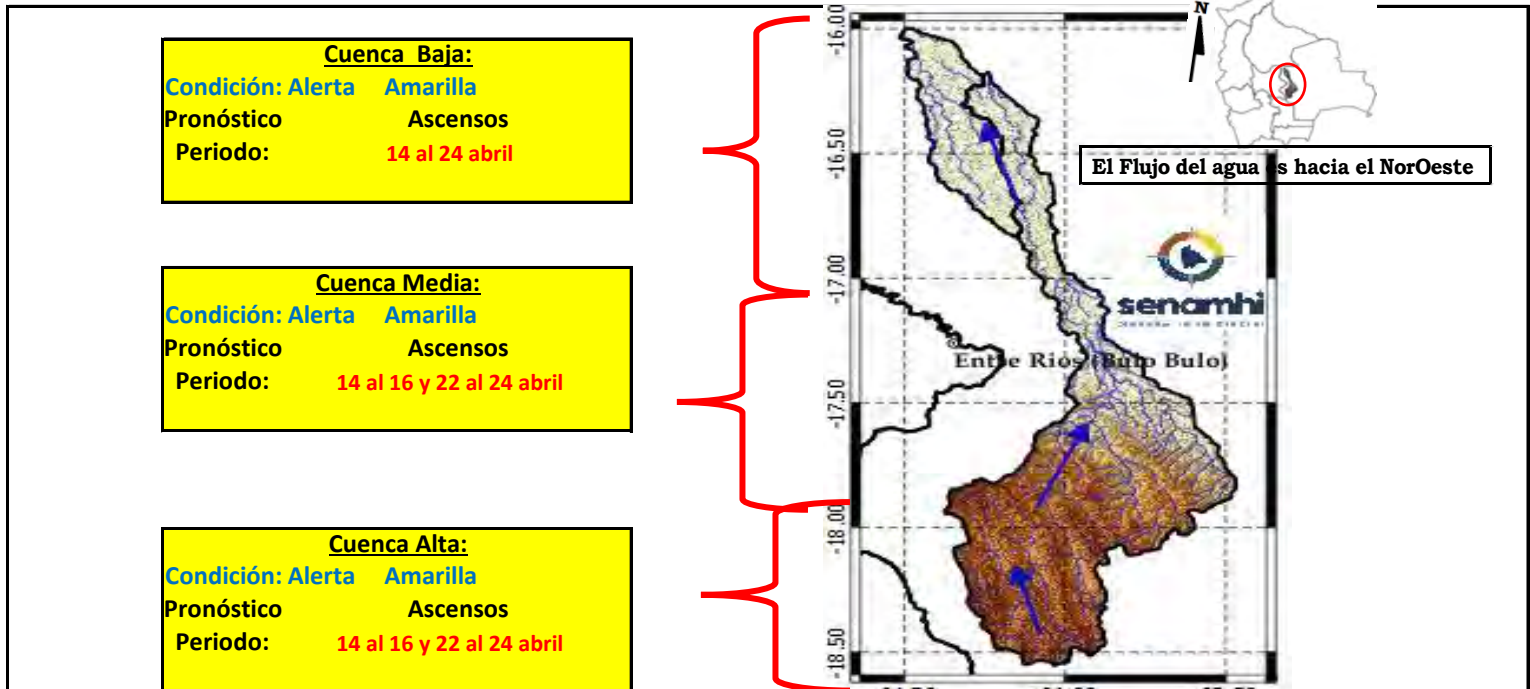 Cuenca Baja:
Condición: Alerta Amarilla
Pronóstico Ascensos
Periodo: 14 al 24 abril
Cuenca Media:
Condición: Alerta Amarilla
Pronóstico Ascensos
Periodo: 14 al 16 y 22 al 24 abril
Cuenca Alta:
Condición: Alerta Amarilla
Pronóstico Ascensos
Periodo: 14 al 16 y 22 al 24 abril
N
El Flujo del agua es hacia el NorOeste
senamhi
Entre Rios (Bulo Bulo)
-16.00
-16.50
-17.00
-17.50
-18.00
-18.50